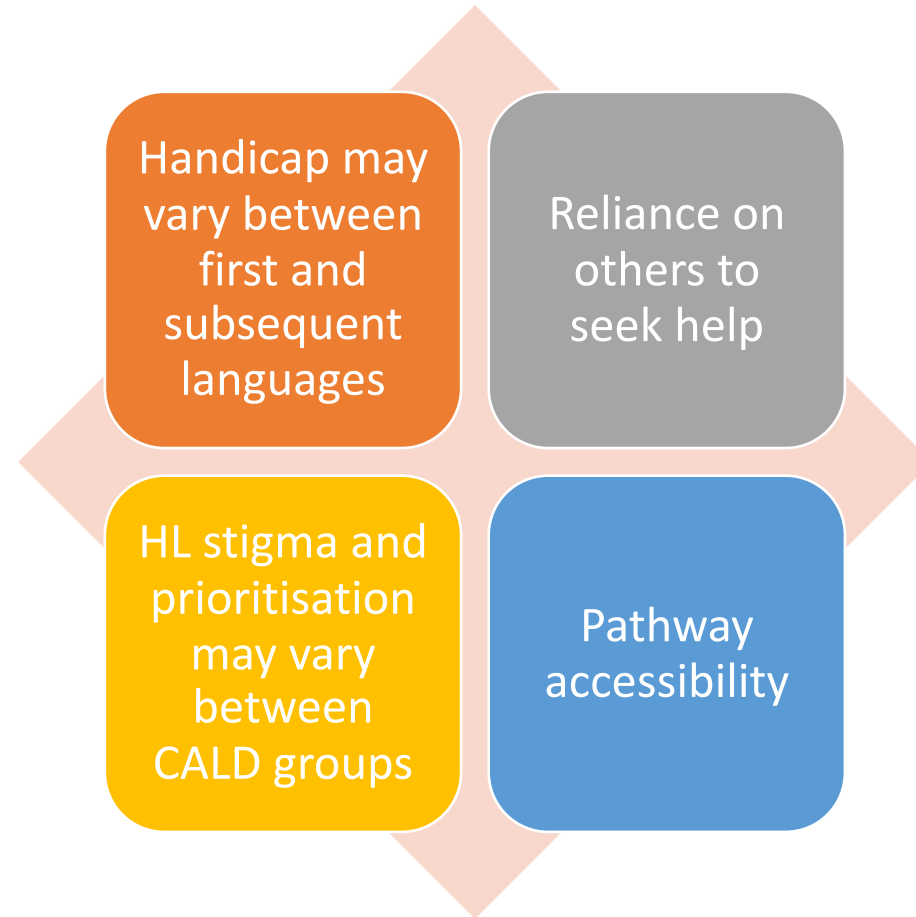 Handicap may
vary between
first and
subsequent
languages
Reliance on
others to
seek help
HL stigma and
prioritisation
may vary
between
CALD groups
Pathway
accessibility